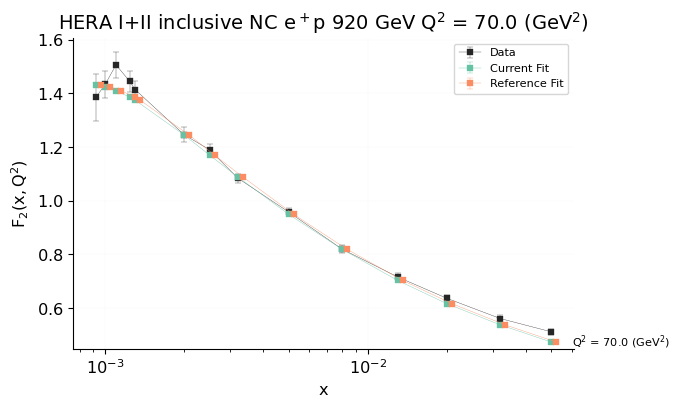 HERA I+II inclusive NC e⁺p 920 GeV Q² = 70.0 (GeV²)
Data
Current Fit
Reference Fit
F₂(x, Q²)
1.6
1.4
1.2
1.0
0.8
0.6
Q² = 70.0 (GeV²)
10⁻³
10⁻²
x